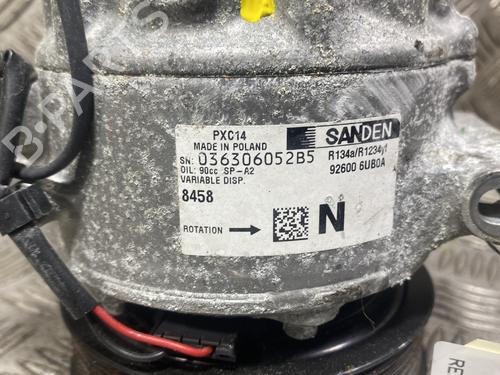 PXC14
MADE IN POLAND
SANDEN
SN: 036306052B5
R134a/R1234yf
OIL: 90cc SP-A2
92600 6UB0A
VARIABLE DISP.
8458
ROTATION
N
B-PARTS